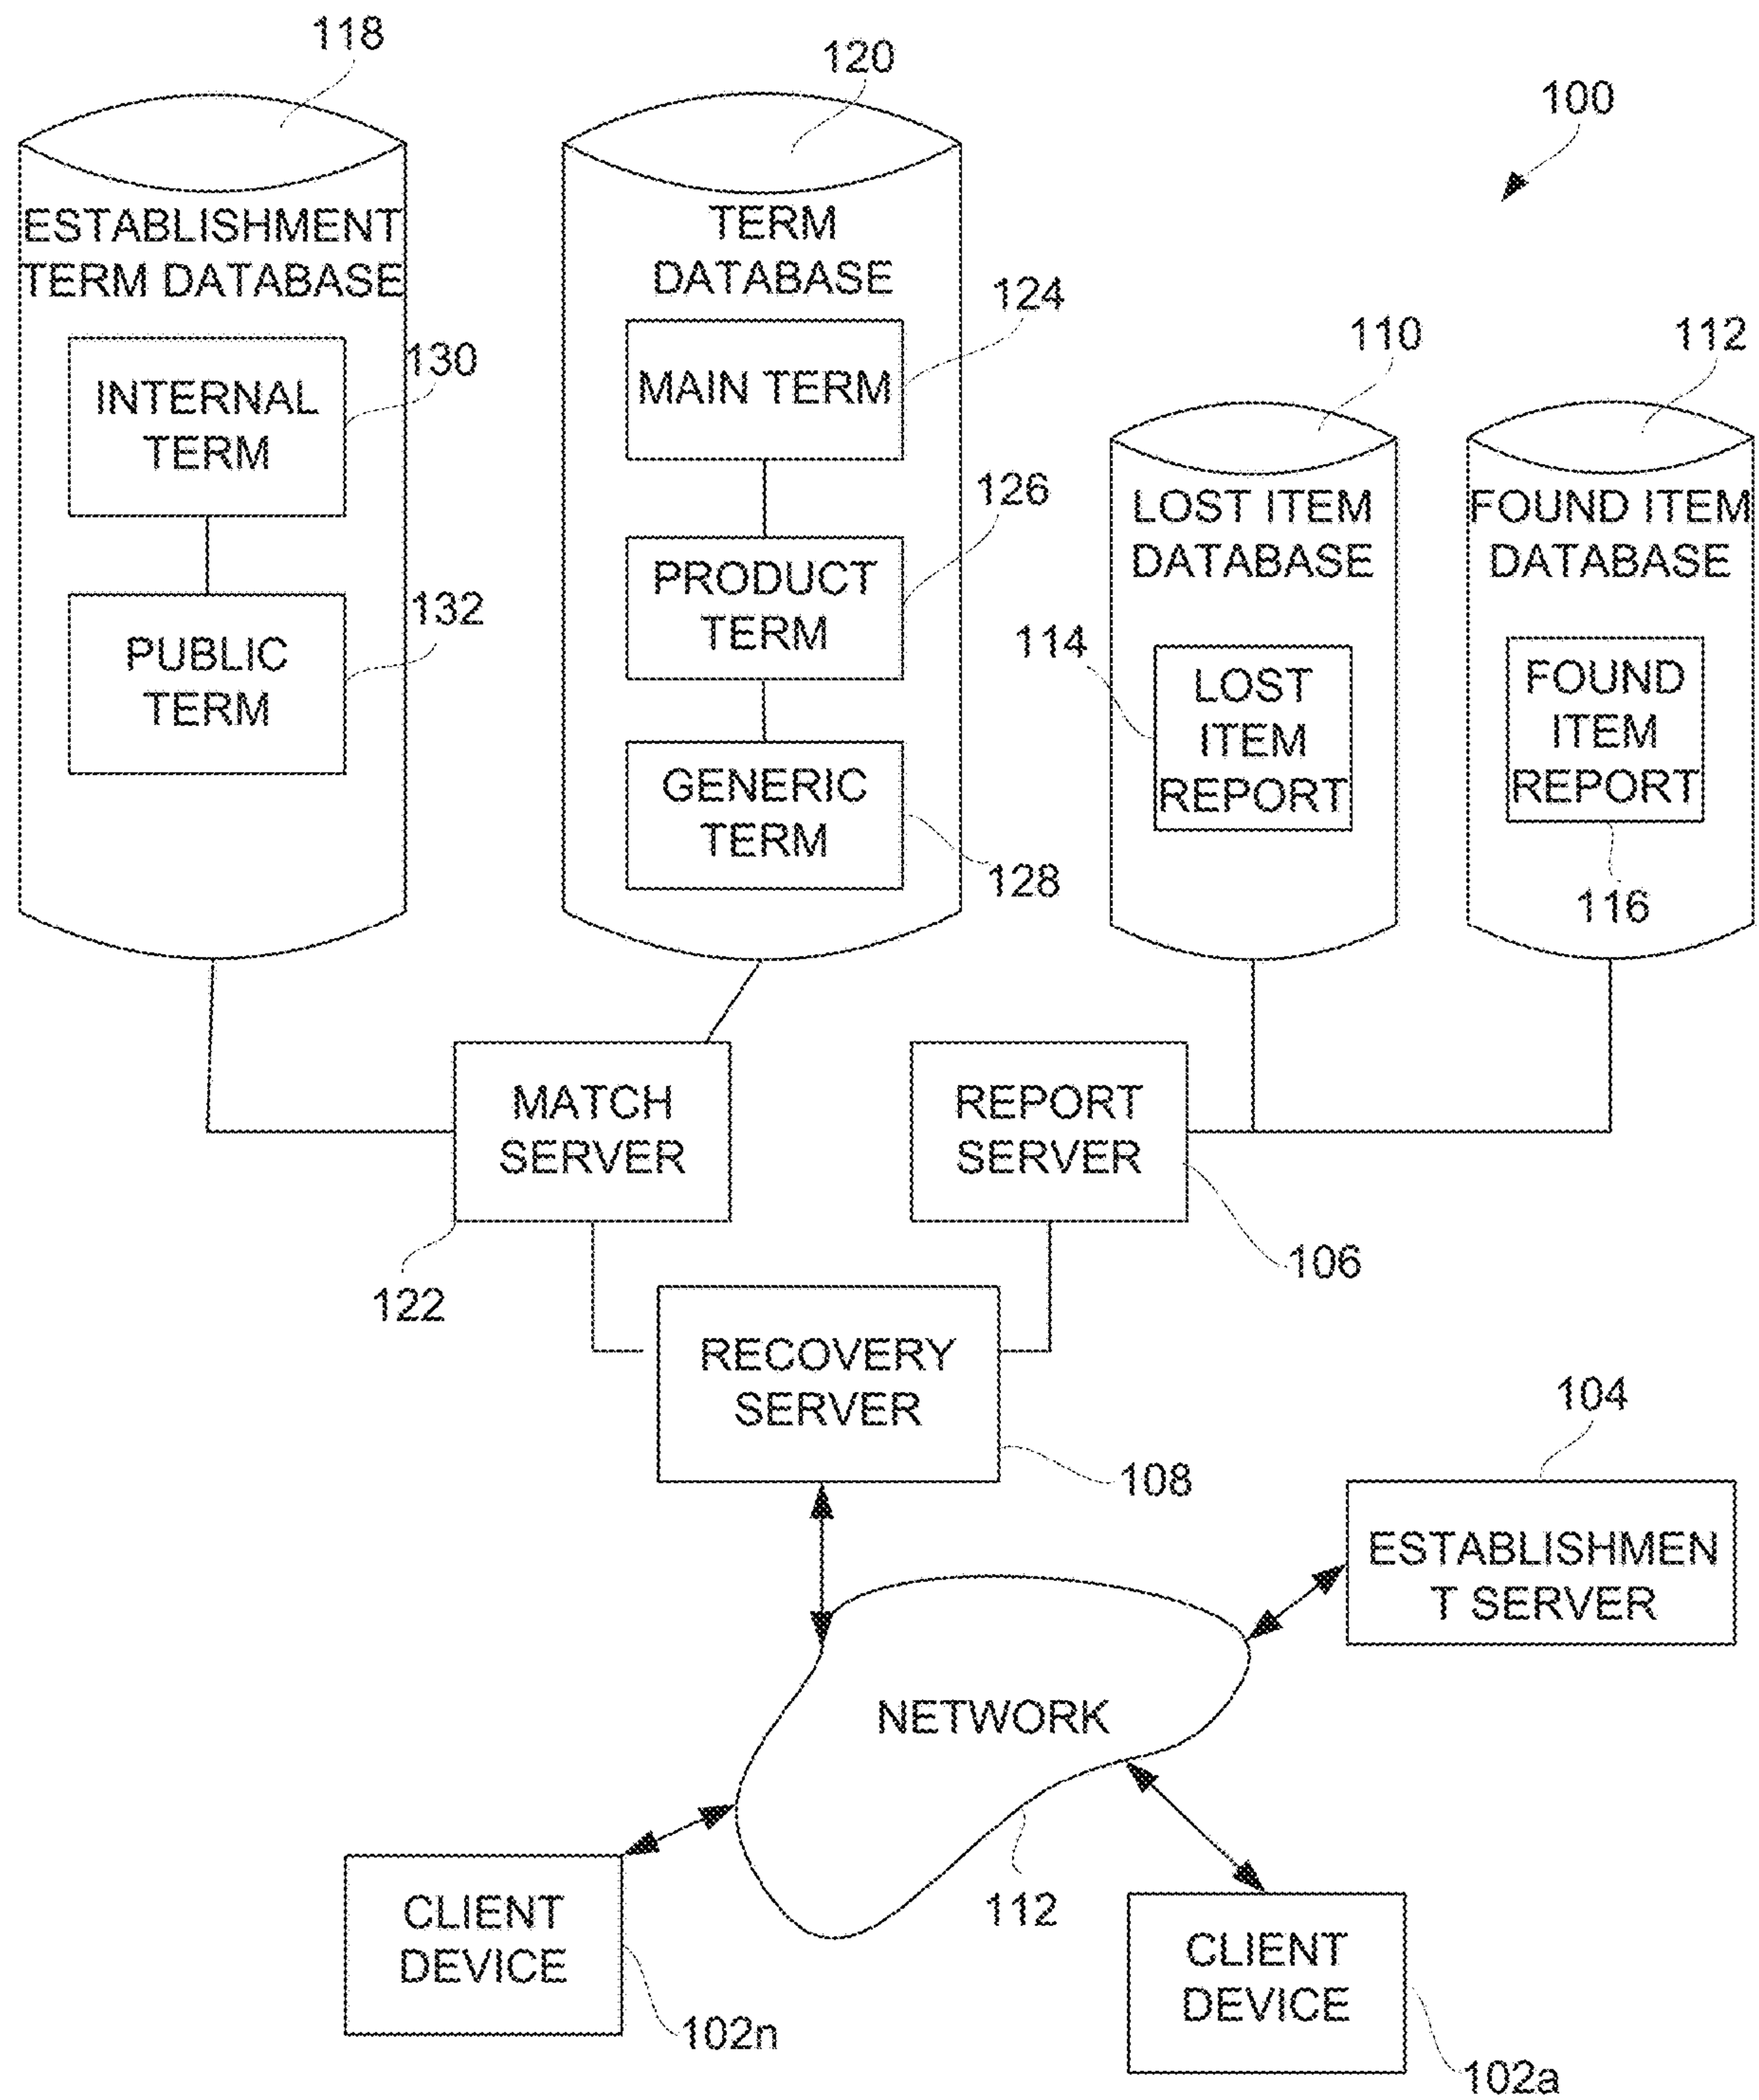 118
120
100
ESTABLISHMENT
TERM DATABASE
TERM
DATABASE
124
110
112
130
INTERNAL
TERM
MAIN TERM
126
LOST ITEM
DATABASE
FOUND ITEM
DATABASE
132
PUBLIC
TERM
PRODUCT
TERM
114
LOST
ITEM
REPORT
FOUND
ITEM
REPORT
GENERIC
TERM
128
116
MATCH
SERVER
REPORT
SERVER
122
106
RECOVERY
SERVER
108
104
ESTABLISHMEN
T SERVER
NETWORK
112
CLIENT
DEVICE
102n
CLIENT
DEVICE
102a